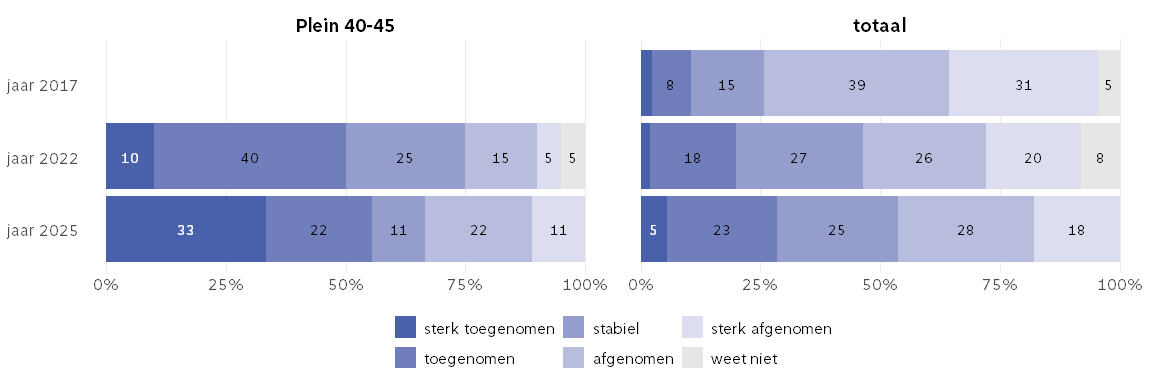 Plein 40-45 totaal
jaar 2017 8 15 39 31 5
jaar 2022 10 40 25 15 5 5 18 27 26 20 8
jaar 2025 33 22 11 22 11 5 23 25 28 18
0% 25% 50% 75% 100% 0% 25% 50% 75% 100%
sterk toegenomen stabiel sterk afgenomen
toegenomen afgenomen weet niet